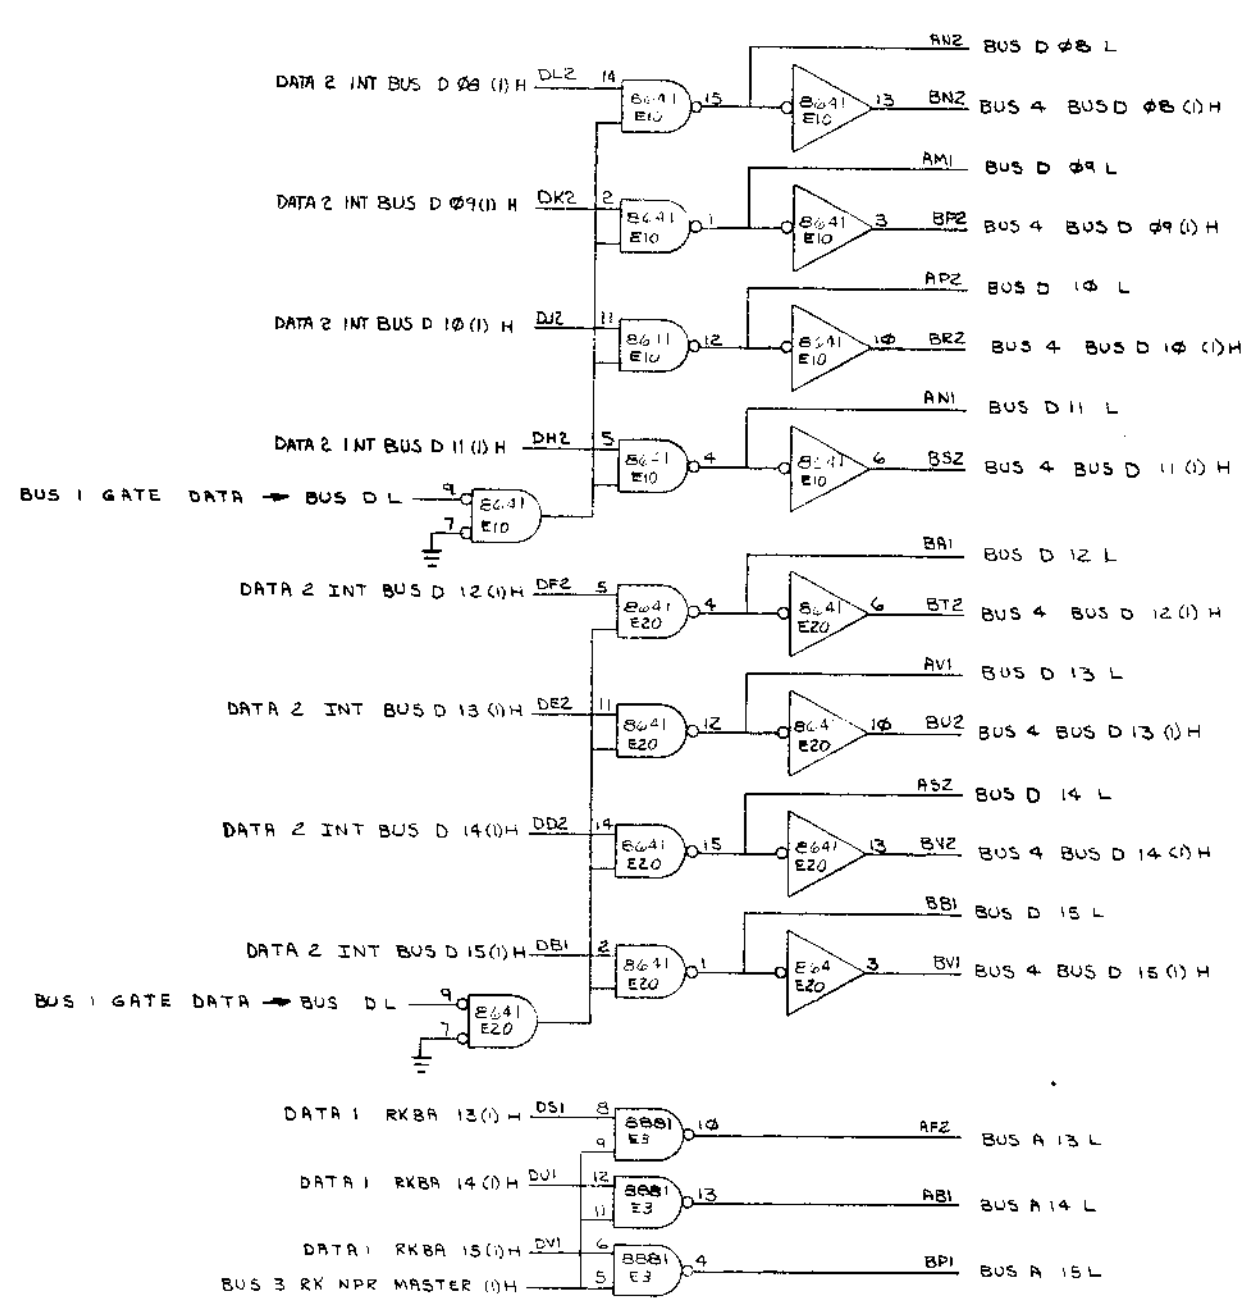 AN2 BUS D Ø8 L
DATA 2 INT BUS D Ø8 (1) H DL2 14 8641 E10 15 8641 E10 13 BN2 BUS 4 BUS D Ø8 (1) H
AM1 BUS D Ø9 L
DATA 2 INT BUS D Ø9(1) H DK2 2 8641 E10 1 8641 E10 3 BP2 BUS 4 BUS D Ø9 (1) H
AP2 BUS D 1Ø L
DATA 2 INT BUS D 1Ø(1) H DJ2 11 8641 E10 12 8641 E10 1Ø BR2 BUS 4 BUS D 1Ø (1) H
AN1 BUS D 11 L
DATA 2 INT BUS D 11(1) H DH2 5 8641 E10 4 8641 E10 6 BS2 BUS 4 BUS D 11(1) H
BUS 1 GATE DATA → BUS D L 9 8641 E10
7
BA1 BUS D 12 L
DATA 2 INT BUS D 12(1) H DF2 5 8641 E20 4 8641 E20 6 BT2 BUS 4 BUS D 12(1) H
AV1 BUS D 13 L
DATA 2 INT BUS D 13(1) H DE2 11 8641 E20 12 8641 E20 1Ø BU2 BUS 4 BUS D 13 (1) H
AS2 BUS D 14 L
DATA 2 INT BUS D 14(1) H DD2 14 8641 E20 15 8641 E20 13 BV2 BUS 4 BUS D 14(1) H
BB1 BUS D 15 L
DATA 2 INT BUS D 15(1) H DB1 2 8641 E20 1 864 E20 3 BV1 BUS 4 BUS D 15(1) H
BUS 1 GATE DATA → BUS D L 9 8641 E20
7
DATA 1 RKBA 13(1) H DS1 8 8881 E3 1Ø AF2 BUS A 13 L
9
DATA 1 RKBA 14(1) H DU1 12 8881 E3 13 AB1 BUS A 14 L
11
DATA 1 RKBA 15(1) H DV1 6 8881 E3 4 BP1 BUS A 15 L
BUS 3 RK NPR MASTER (1) H 5